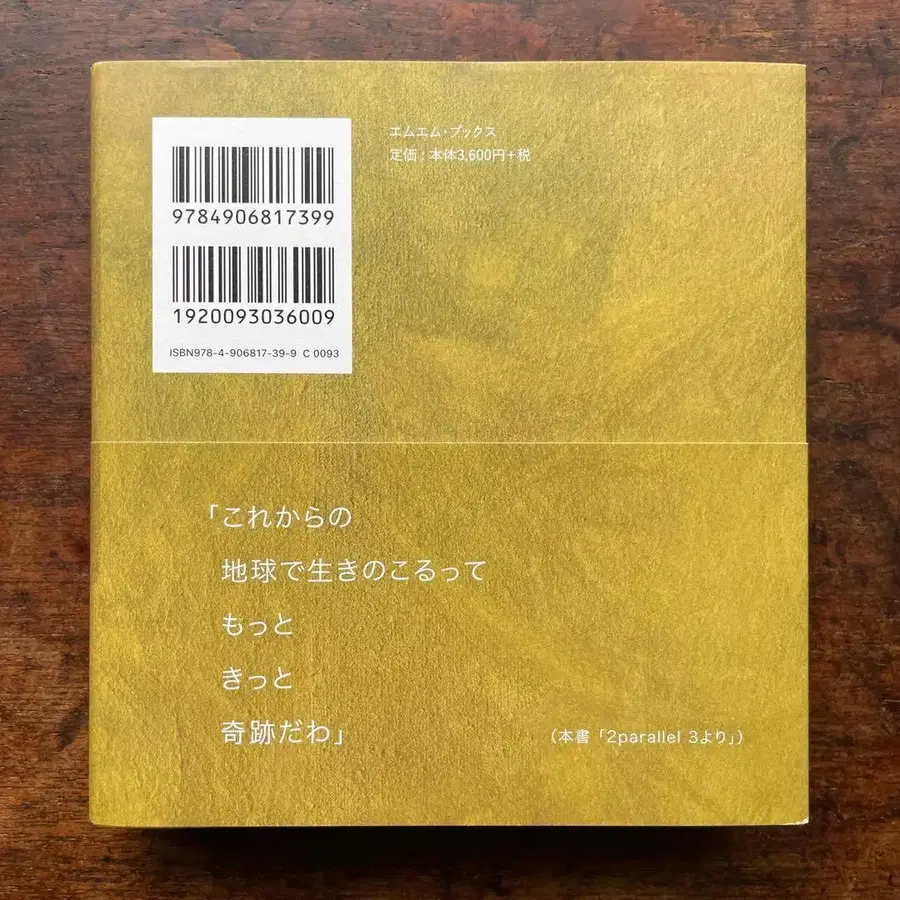 エムエム・ブックス
定価:本体3,600円+税
9784906817399
1920093036009
ISBN978-4-906817-39-9 C0093
「これからの
地球で生きのこるって
もっと
きっと
奇跡だわ」
(本書「2parallel 3より」)